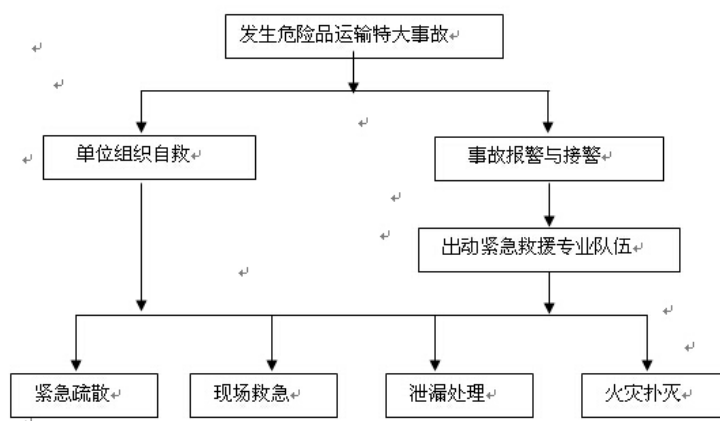 发生危险品运输特大事故
单位组织自救
事故报警与接警
出动紧急救援专业队伍
紧急疏散
现场救急
泄漏处理
火灾扑灭